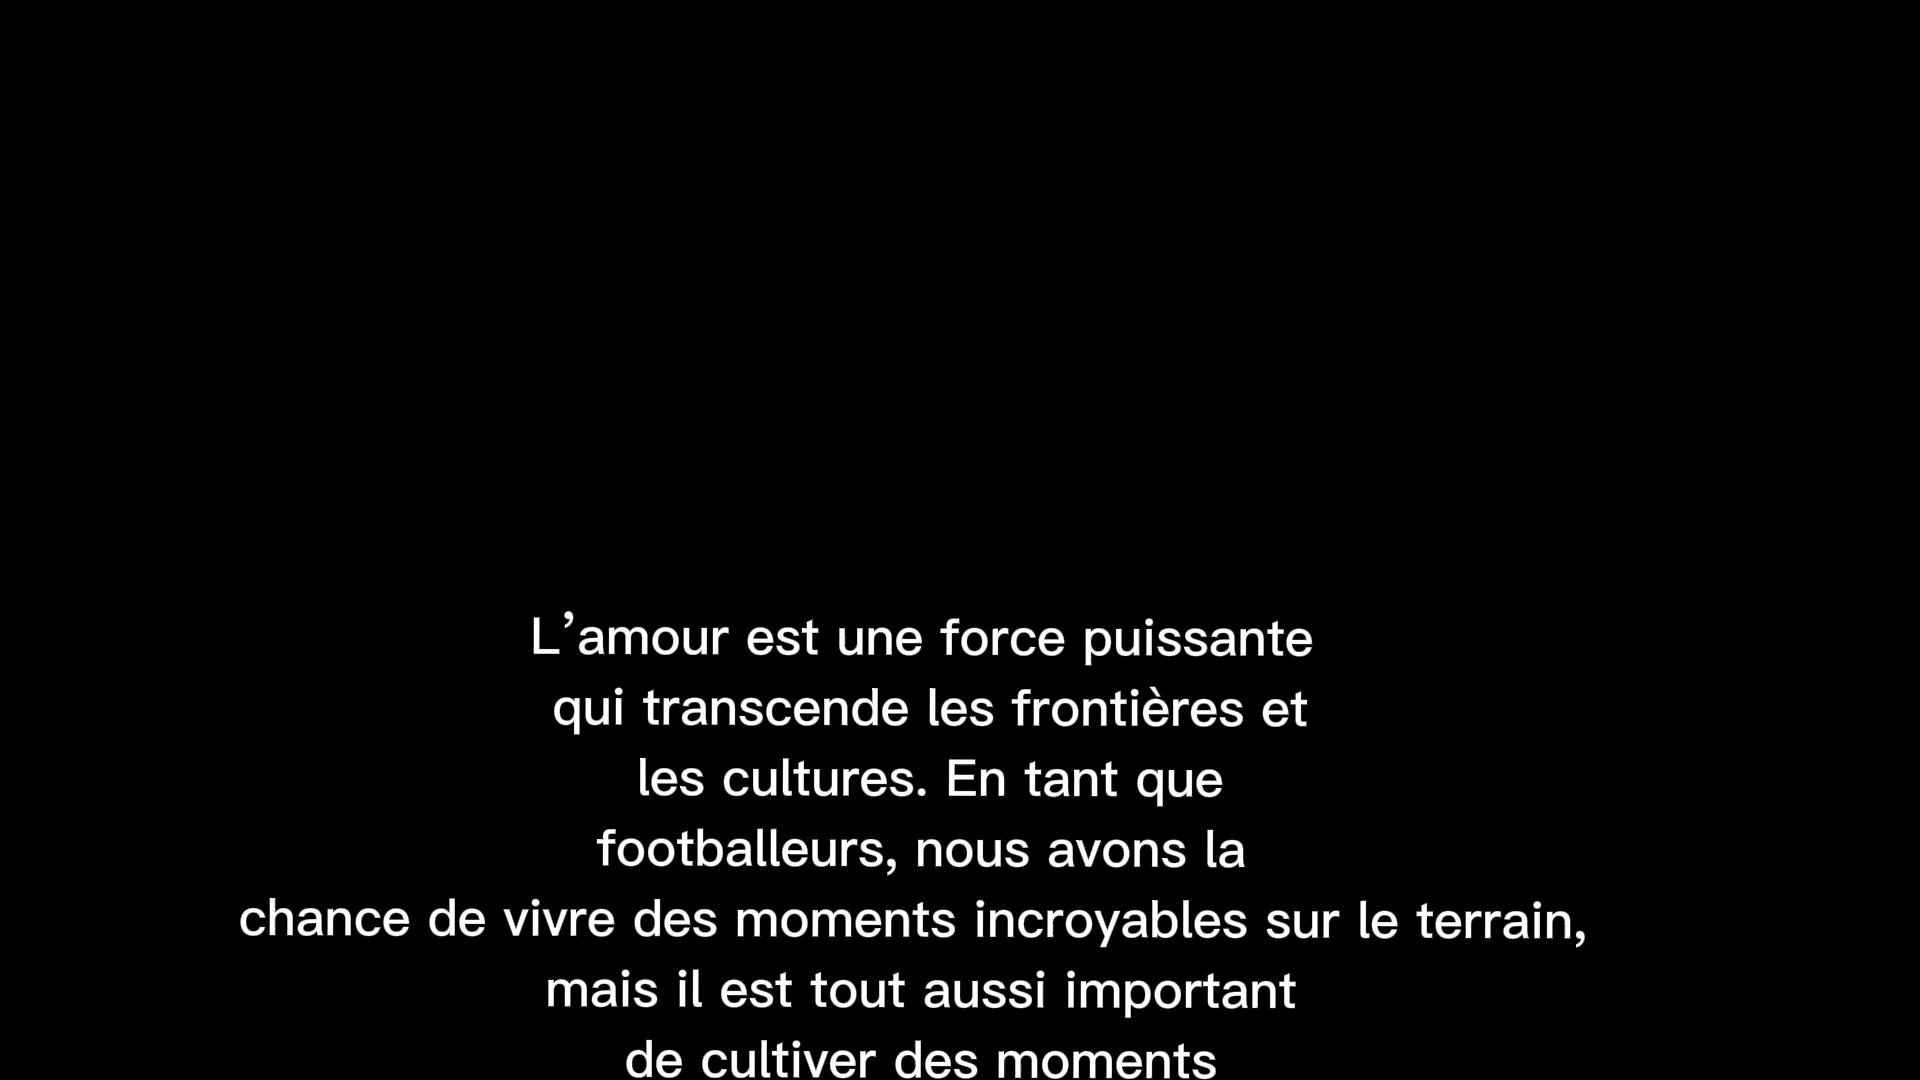 L’amour est une force puissante
qui transcende les frontières et
les cultures. En tant que
footballeurs, nous avons la
chance de vivre des moments incroyables sur le terrain,
mais il est tout aussi important
de cultiver des moments